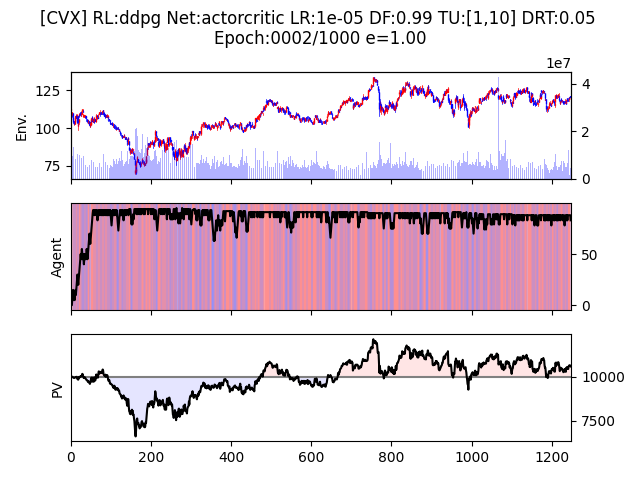 [CVX] RL:ddpg Net:actorcritic LR:1e-05 DF:0.99 TU:[1,10] DRT:0.05
Epoch:0002/1000 e=1.00
1e7
125
100
75
Env.
4
2
0
Agent
50
0
PV
10000
7500
0 200 400 600 800 1000 1200